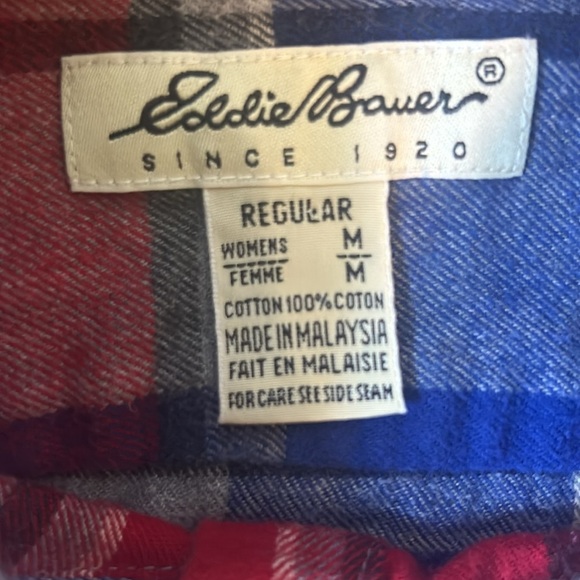 Eddie Bauer®
SINCE 1920
REGULAR
WOMENS M
FEMME M
COTTON 100% COTON
MADE IN MALAYSIA
FAIT EN MALAISIE
FOR CARE SEE SIDE SEAM